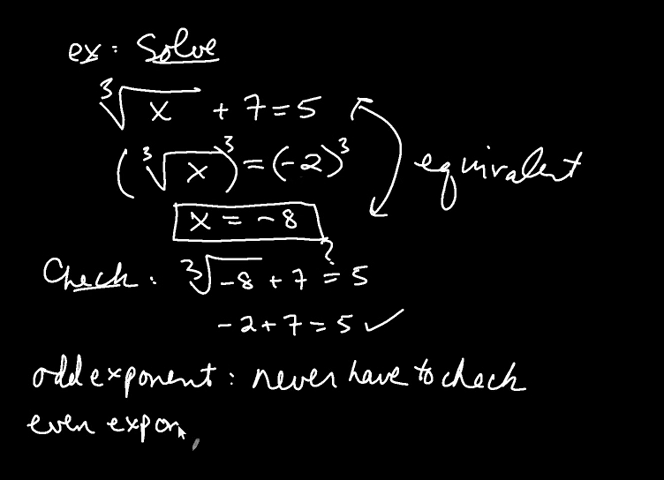 ex: Solve
∛x + 7 = 5
(∛x)³ = (-2)³
equivalent
x = -8
Check: ∛-8 + 7 ≟ 5
-2 + 7 = 5 ✓
odd exponent: never have to check
even expon